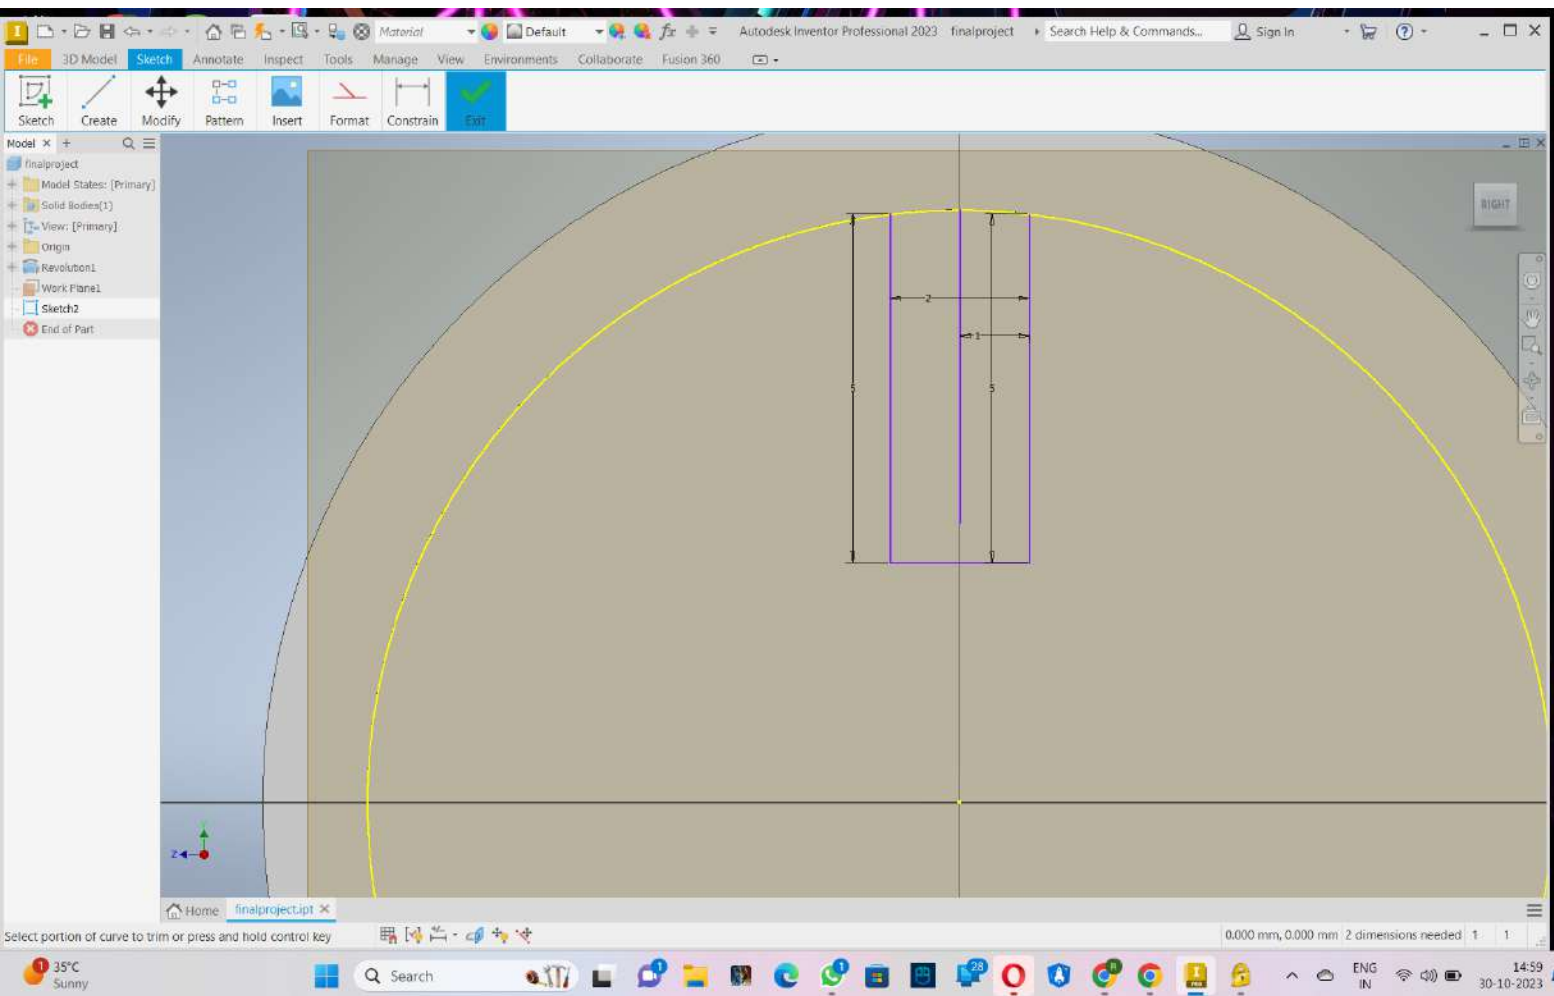 Material
Default
Autodesk Inventor Professional 2023 finalproject
Search Help & Commands...
Sign In
File 3D Model Sketch Annotate Inspect Tools Manage View Environments Collaborate Fusion 360
Sketch Create Modify Pattern Insert Format Constrain Exit
Model
finalproject
Model States: [Primary]
Solid Bodies[1]
View: [Primary]
Origin
Revolution1
Work Plane1
Sketch2
End of Part
RIGHT
2
1
5
5
Y
Z
Home finalproject.ipt
Select portion of curve to trim or press and hold control key
0.000 mm, 0.000 mm 2 dimensions needed 1 1
1
35°C
Sunny
Search
1
28
ENG
IN
14:59
30-10-2023